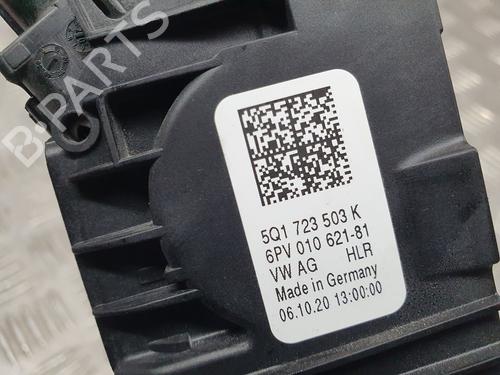 B-PARTS
5Q1 723 503 K
6PV 010 621-81
VW AG HLR
Made in Germany
06.10.20 13:00:00